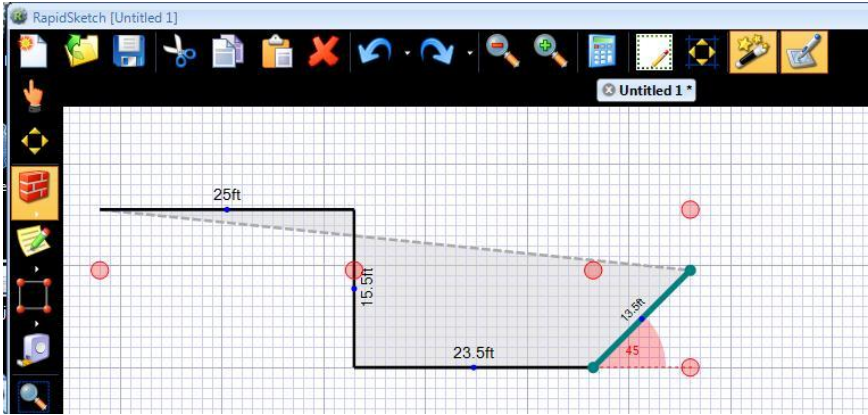 RapidSketch [Untitled 1]
Untitled 1 *
25ft
15.5ft
13.5ft
23.5ft
45